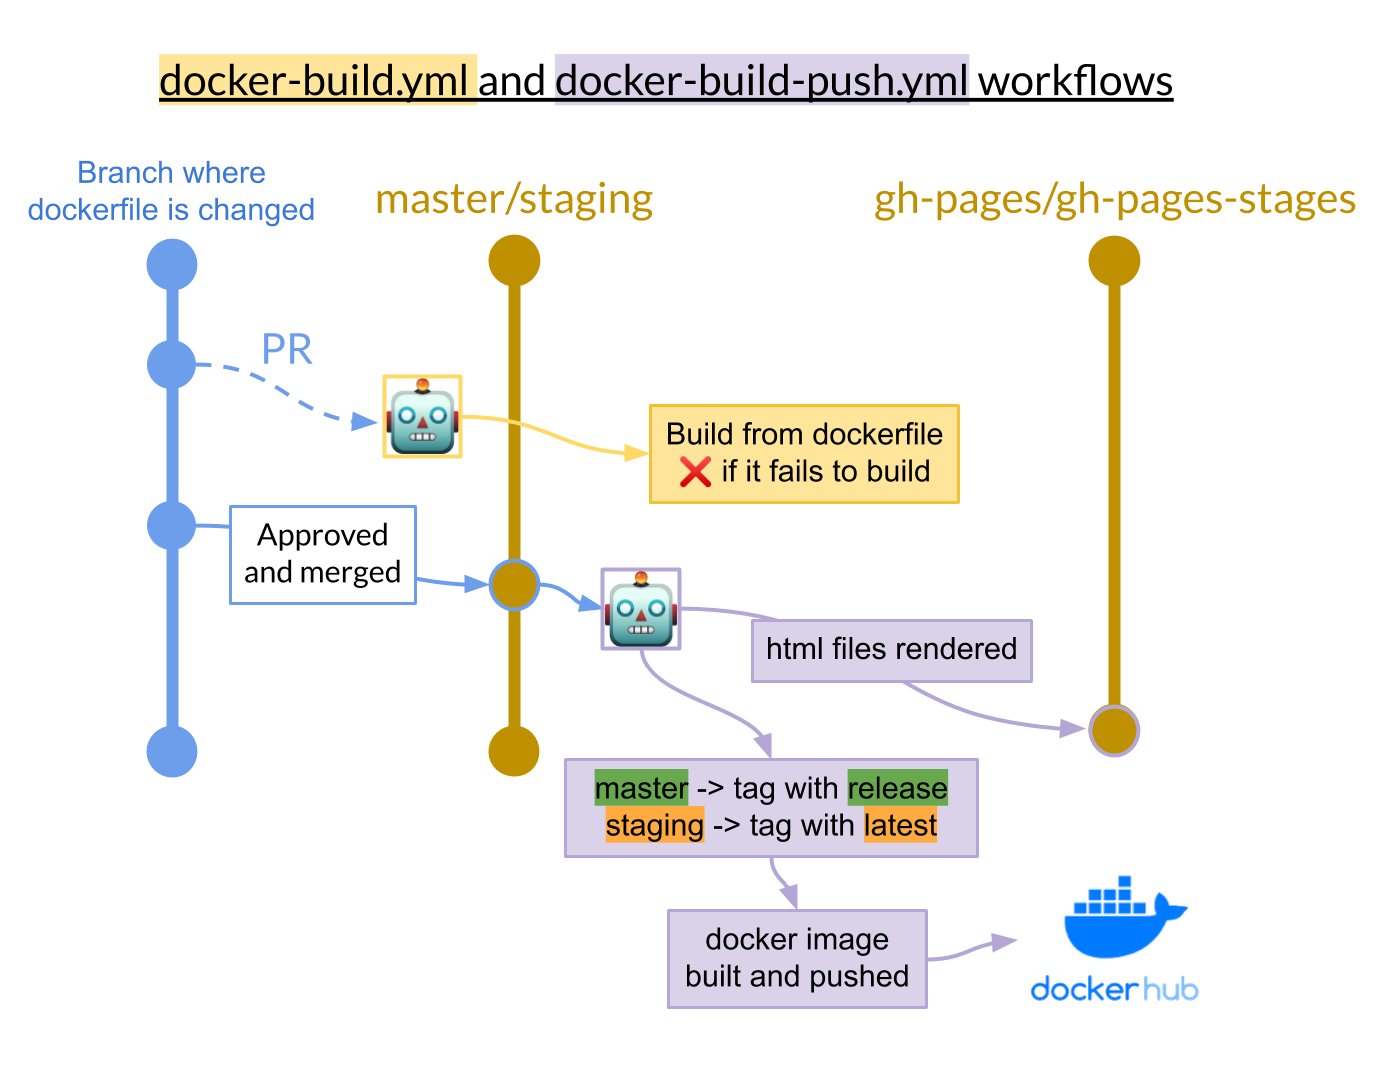 docker-build.yml and docker-build-push.yml workflows
Branch where
dockerfile is changed
master/staging
gh-pages/gh-pages-stages
PR
Build from dockerfile
❌ if it fails to build
Approved
and merged
html files rendered
master -> tag with release
staging -> tag with latest
docker image
built and pushed
docker hub